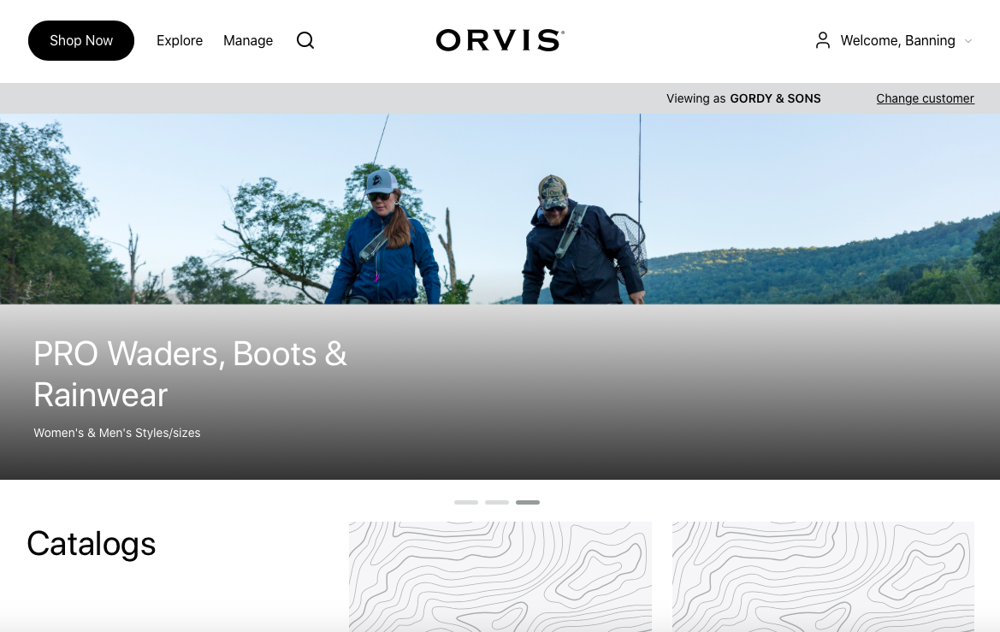 Shop Now
Explore
Manage
ORVIS
Welcome, Banning
Viewing as GORDY & SONS
Change customer
PRO Waders, Boots &
Rainwear
Women's & Men's Styles/sizes
Catalogs